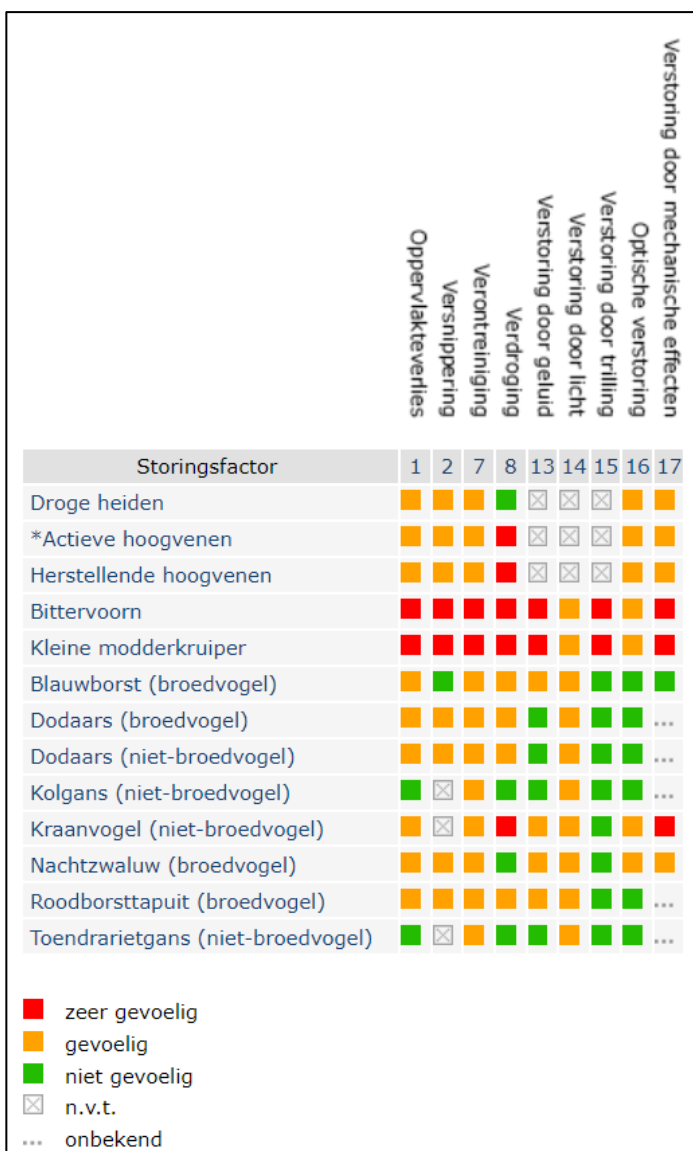 Oppervlakteverlies
Versnippering
Verontreiniging
Verdroging
Verstoring door geluid
Verstoring door licht
Verstoring door trilling
Optische verstoring
Verstoring door mechanische effecten
Storingsfactor 1 2 7 8 13 14 15 16 17
Droge heiden
*Actieve hoogvenen
Herstellende hoogvenen
Bittervoorn
Kleine modderkruiper
Blauwborst (broedvogel)
Dodaars (broedvogel) ...
Dodaars (niet-broedvogel) ...
Kolgans (niet-broedvogel) ...
Kraanvogel (niet-broedvogel)
Nachtzwaluw (broedvogel)
Roodborsttapuit (broedvogel) ...
Toendrarietgans (niet-broedvogel) ...
zeer gevoelig
gevoelig
niet gevoelig
n.v.t.
... onbekend